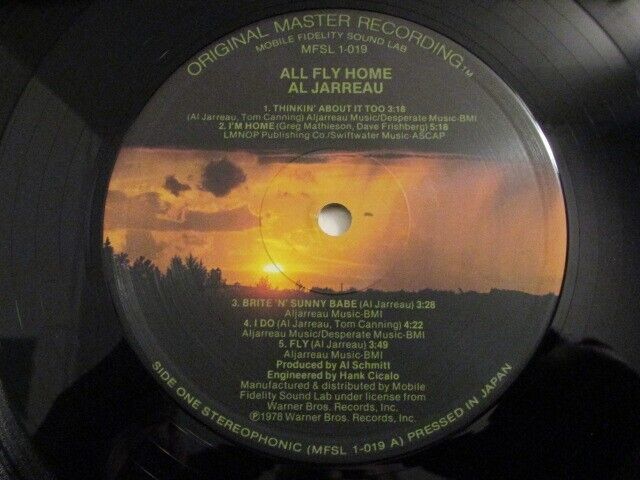 ORIGINAL MASTER RECORDING™
MOBILE FIDELITY SOUND LAB
MFSL 1-019
ALL FLY HOME
AL JARREAU
1. THINKIN' ABOUT IT TOO 3:18
(Al Jarreau, Tom Canning) Aljarreau Music/Desperate Music-BMI
2. I'M HOME (Greg Mathieson, Dave Frishberg) 5:18
LMNOP Publishing Co./Swiftwater Music-ASCAP
3. BRITE 'N' SUNNY BABE (Al Jarreau) 3:28
Aljarreau Music-BMI
4. I DO (Al Jarreau, Tom Canning) 4:22
Aljarreau Music/Desperate Music-BMI
5. FLY (Al Jarreau) 3:49
Aljarreau Music-BMI
Produced by Al Schmitt
Engineered by Hank Cicalo
Manufactured & distributed by Mobile
Fidelity Sound Lab under license from
Warner Bros. Records, Inc.
℗1978 Warner Bros. Records, Inc.
SIDE ONE STEREOPHONIC (MFSL 1-019 A) PRESSED IN JAPAN